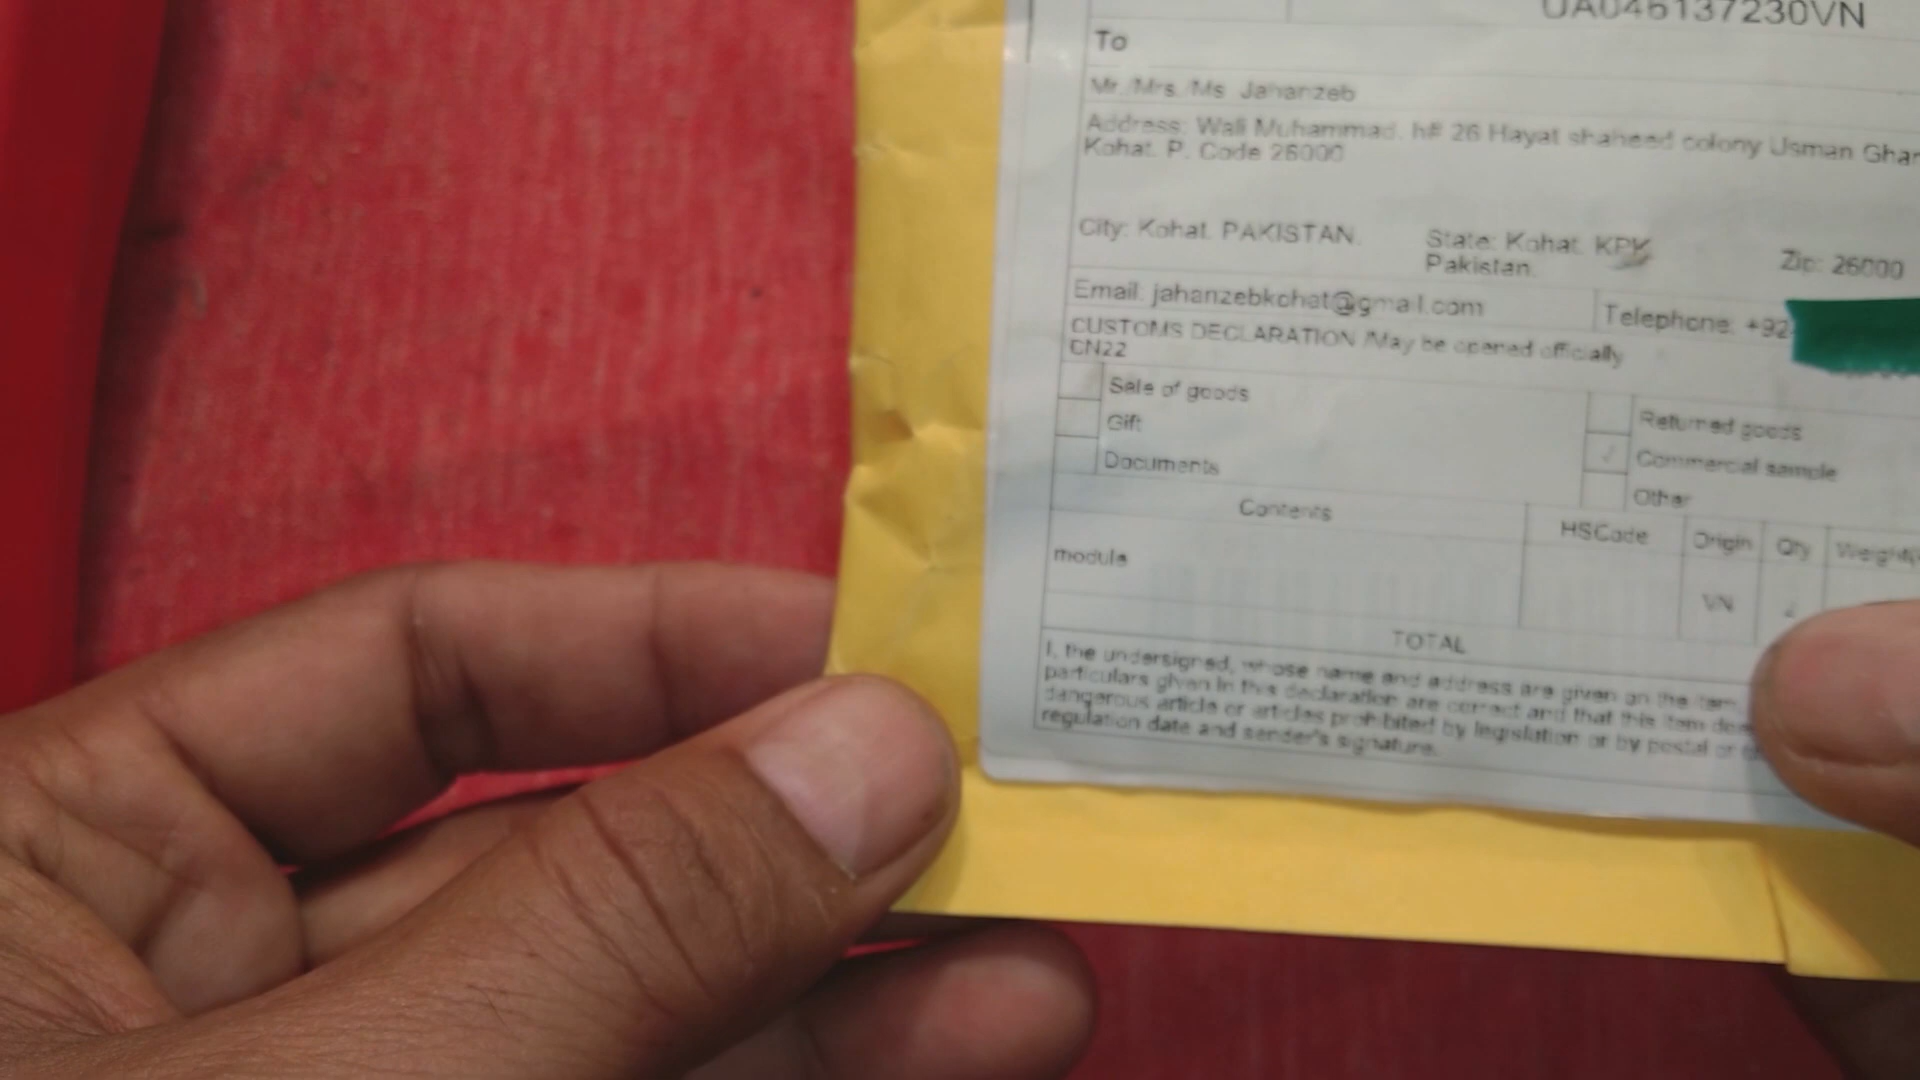 UA046137230VN
To
Mr./Mrs./Ms. Jahanzeb
Address: Wali Muhammad. h# 26 Hayat shaheed colony Usman Ghan
Kohat. P. Code 26000
City: Kohat. PAKISTAN.
State: Kohat. KPK
Pakistan.
Zip: 26000
Email: jahanzebkohat@gmail.com
Telephone: +92
CUSTOMS DECLARATION /May be opened officially
CN22
Sale of goods
Returned goods
Gift
✓ Commercial sample
Documents
Other
Contents HSCode Origin Qty Weight(
module VN
TOTAL
I, the undersigned, whose name and address are given on the item,
particulars given in this declaration are correct and that this item doe
dangerous article or articles prohibited by legislation or by postal or
regulation date and sender's signature.